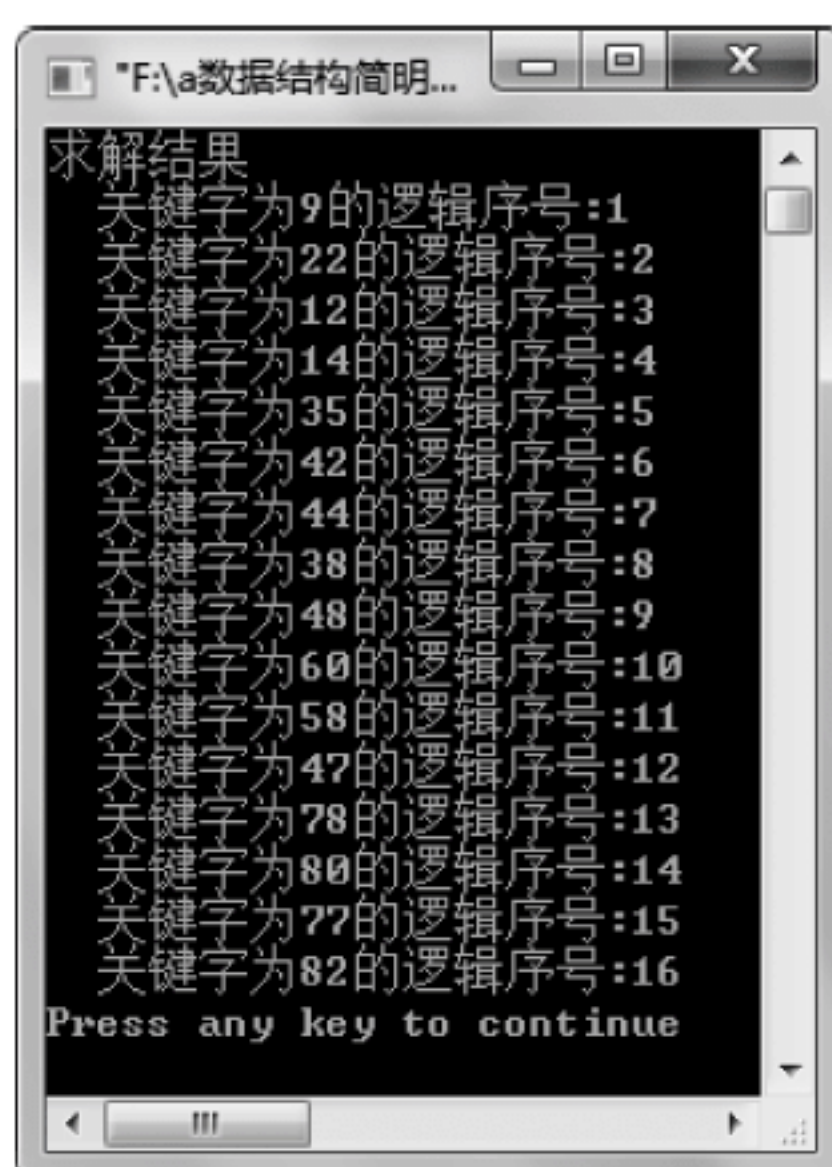 "F:\a数据结构简明...
求解结果
关键字为9的逻辑序号:1
关键字为22的逻辑序号:2
关键字为12的逻辑序号:3
关键字为14的逻辑序号:4
关键字为35的逻辑序号:5
关键字为42的逻辑序号:6
关键字为44的逻辑序号:7
关键字为38的逻辑序号:8
关键字为48的逻辑序号:9
关键字为60的逻辑序号:10
关键字为58的逻辑序号:11
关键字为47的逻辑序号:12
关键字为78的逻辑序号:13
关键字为80的逻辑序号:14
关键字为77的逻辑序号:15
关键字为82的逻辑序号:16
Press any key to continue